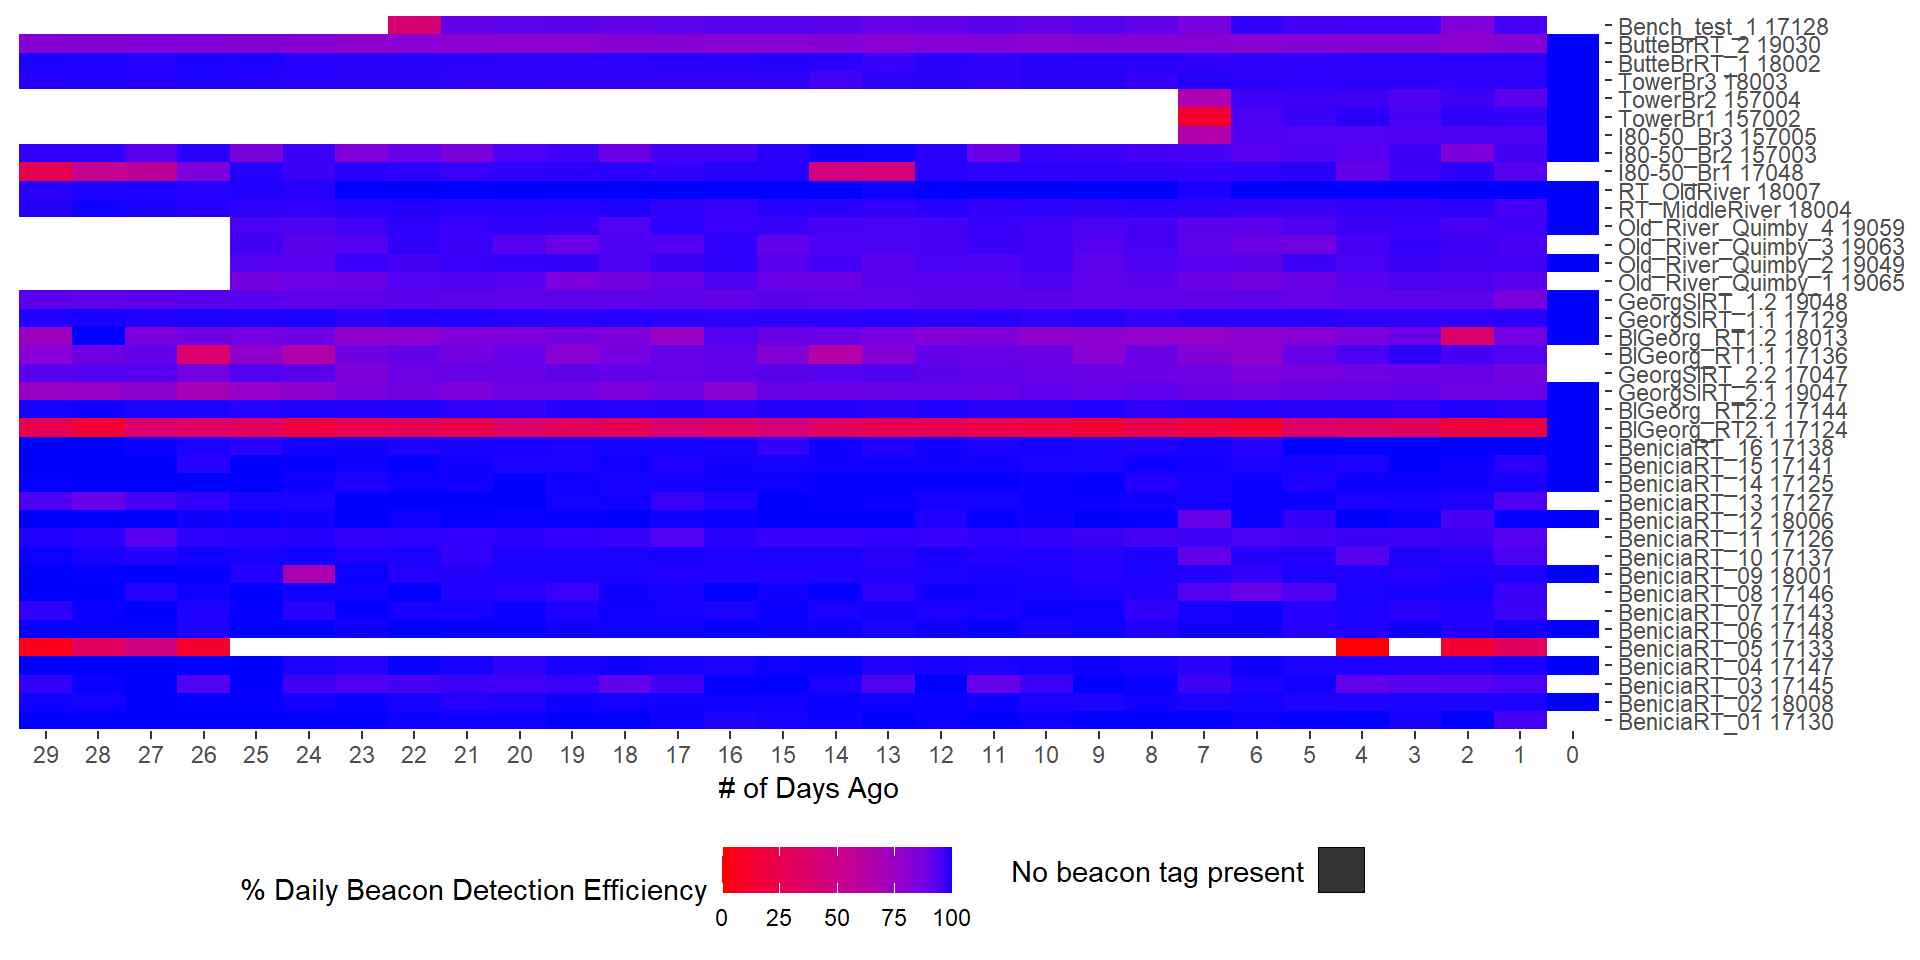 Bench_test_1 17128
ButteBrRT_2 19030
ButteBrRT_1 18002
TowerBr3 18003
TowerBr2 157004
TowerBr1 157002
I80-50_Br3 157005
I80-50_Br2 157003
I80-50_Br1 17048
RT_OldRiver 18007
RT_MiddleRiver 18004
Old_River_Quimby_4 19059
Old_River_Quimby_3 19063
Old_River_Quimby_2 19049
Old_River_Quimby_1 19065
GeorgSlRT_1.2 19048
GeorgSlRT_1.1 17129
BlGeorg_RT1.2 18013
BlGeorg_RT1.1 17136
GeorgSlRT_2.2 17047
GeorgSlRT_2.1 19047
BlGeorg_RT2.2 17144
BlGeorg_RT2.1 17124
BeniciaRT_16 17138
BeniciaRT_15 17141
BeniciaRT_14 17125
BeniciaRT_13 17127
BeniciaRT_12 18006
BeniciaRT_11 17126
BeniciaRT_10 17137
BeniciaRT_09 18001
BeniciaRT_08 17146
BeniciaRT_07 17143
BeniciaRT_06 17148
BeniciaRT_05 17133
BeniciaRT_04 17147
BeniciaRT_03 17145
BeniciaRT_02 18008
BeniciaRT_01 17130
29 28 27 26 25 24 23 22 21 20 19 18 17 16 15 14 13 12 11 10 9 8 7 6 5 4 3 2 1 0
# of Days Ago
% Daily Beacon Detection Efficiency
0 25 50 75 100
No beacon tag present